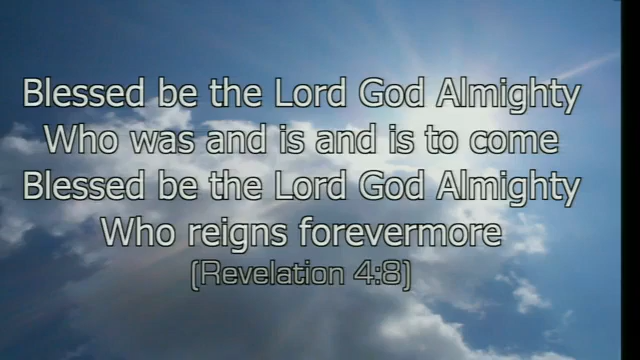 Blessed be the Lord God Almighty
Who was and is and is to come
Blessed be the Lord God Almighty
Who reigns forevermore
(Revelation 4:8)